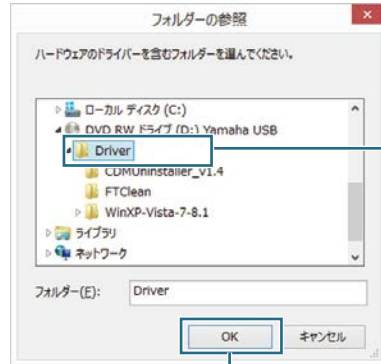 フォルダーの参照
ハードウェアのドライバーを含むフォルダーを選んでください。
ローカル ディスク (C:)
DVD RW ドライブ (D:) Yamaha USB
Driver
CDMUninstaller_v1.4
FTClean
WinXP-Vista-7-8.1
ライブラリ
ネットワーク
フォルダー(F): Driver
OK キャンセル